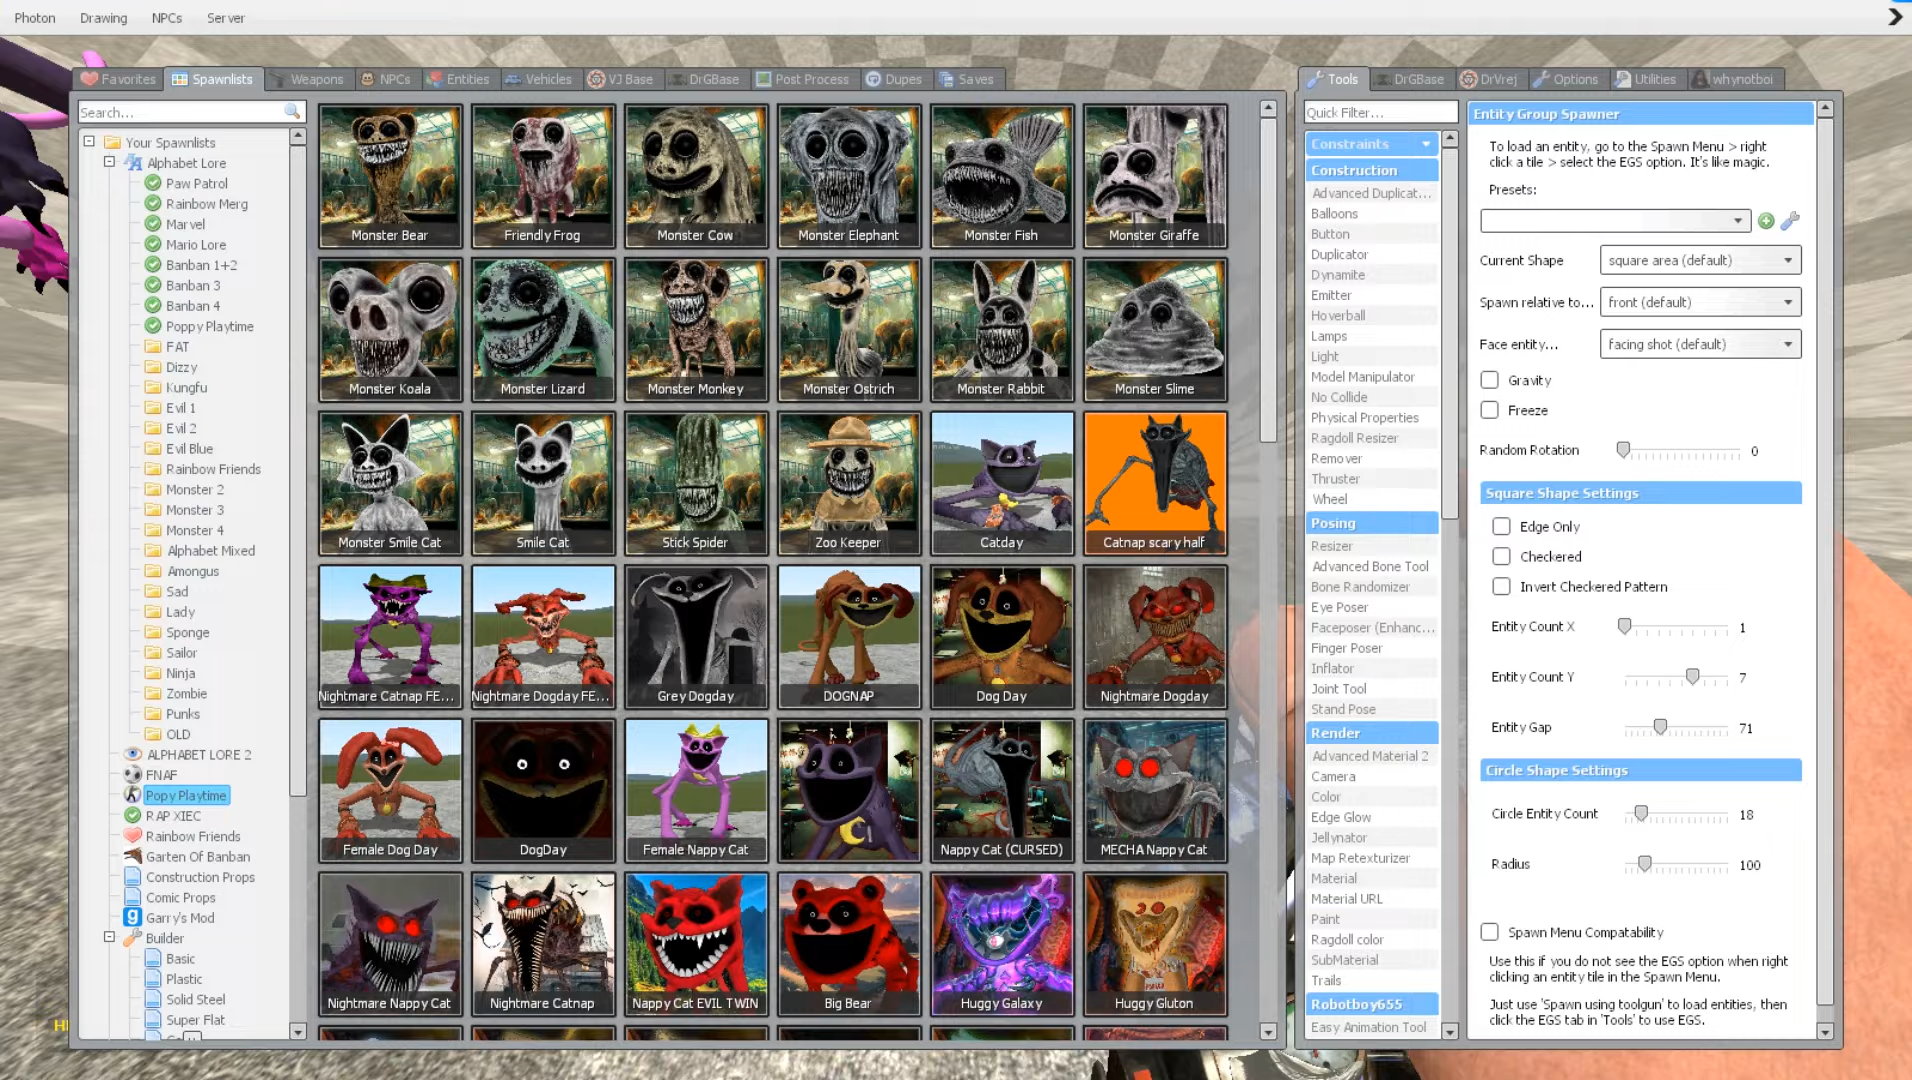 Photon Drawing NPCs Server
Favorites Spawnlists Weapons NPCs Entities Vehicles VJ Base DrGBase Post Process Dupes Saves
Search...
Your Spawnlists
Alphabet Lore
Paw Patrol
Rainbow Merg
Marvel
Mario Lore
Banban 1+2
Banban 3
Banban 4
Poppy Playtime
FAT
Dizzy
Kungfu
Evil 1
Evil 2
Evil Blue
Rainbow Friends
Monster 2
Monster 3
Monster 4
Alphabet Mixed
Amongus
Sad
Lady
Sponge
Sailor
Ninja
Zombie
Punks
OLD
ALPHABET LORE 2
FNAF
Popy Playtime
RAP XIEC
Rainbow Friends
Garten Of Banban
Construction Props
Comic Props
Garry's Mod
Builder
Basic
Plastic
Solid Steel
Super Flat
Monster Bear Friendly Frog Monster Cow Monster Elephant Monster Fish Monster Giraffe
Monster Koala Monster Lizard Monster Monkey Monster Ostrich Monster Rabbit Monster Slime
Monster Smile Cat Smile Cat Stick Spider Zoo Keeper Catday Catnap scary half
Nightmare Catnap FE... Nightmare Dogday FE... Grey Dogday DOGNAP Dog Day Nightmare Dogday
Female Dog Day DogDay Female Nappy Cat Nappy Cat (CURSED) MECHA Nappy Cat
Nightmare Nappy Cat Nightmare Catnap Nappy Cat EVIL TWIN Big Bear Huggy Galaxy Huggy Gluton
Tools DrGBase DrVrej Options Utilities whynotboi
Quick Filter...
Constraints
Construction
Advanced Duplicat...
Balloons
Button
Duplicator
Dynamite
Emitter
Hoverball
Lamps
Light
Model Manipulator
No Collide
Physical Properties
Ragdoll Resizer
Remover
Thruster
Wheel
Posing
Resizer
Advanced Bone Tool
Bone Randomizer
Eye Poser
Faceposer (Enhanc...
Finger Poser
Inflator
Joint Tool
Stand Pose
Render
Advanced Material 2
Camera
Color
Edge Glow
Jellynator
Map Retexturizer
Material
Material URL
Paint
Ragdoll color
SubMaterial
Trails
Robotboy655
Easy Animation Tool
Entity Group Spawner
To load an entity, go to the Spawn Menu > right
click a tile > select the EGS option. It's like magic.
Presets:
Current Shape square area (default)
Spawn relative to... front (default)
Face entity... facing shot (default)
Gravity
Freeze
Random Rotation 0
Square Shape Settings
Edge Only
Checkered
Invert Checkered Pattern
Entity Count X 1
Entity Count Y 7
Entity Gap 71
Circle Shape Settings
Circle Entity Count 18
Radius 100
Spawn Menu Compatability
Use this if you do not see the EGS option when right
clicking an entity tile in the Spawn Menu.
Just use 'Spawn using toolgun' to load entities, then
click the EGS tab in 'Tools' to use EGS.